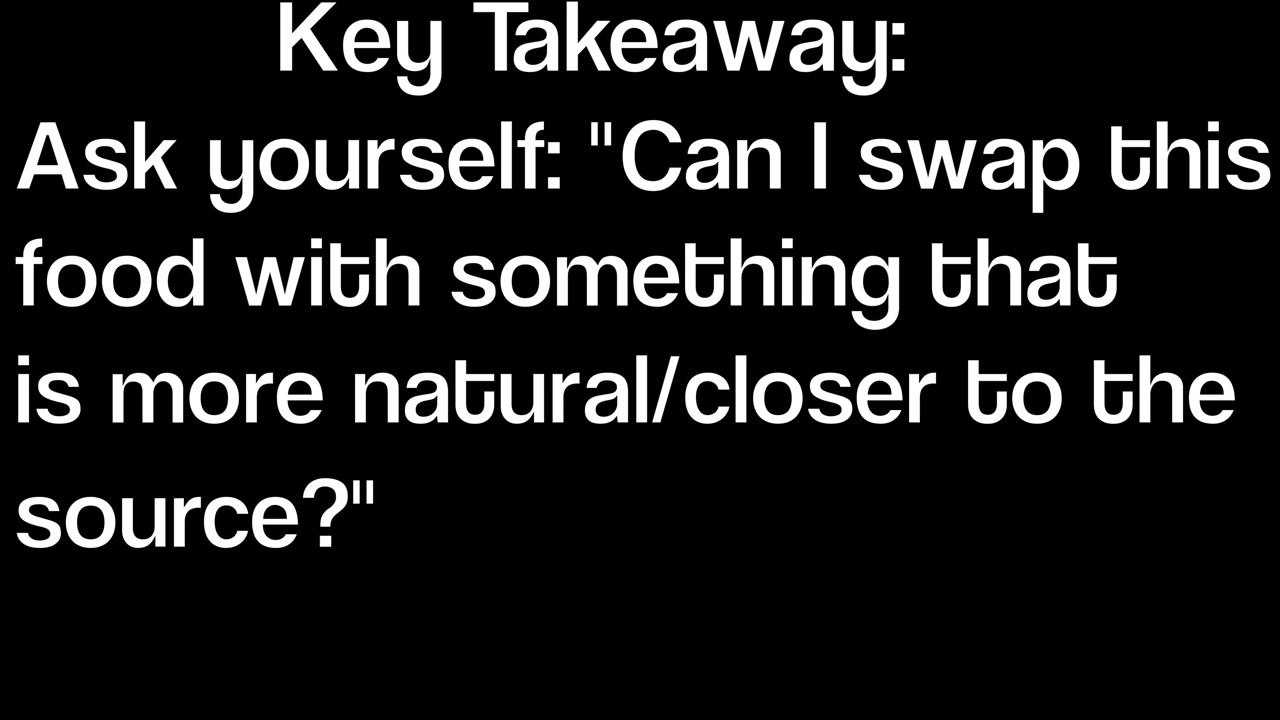 Key Takeaway:
Ask yourself: "Can I swap this
food with something that
is more natural/closer to the
source?"